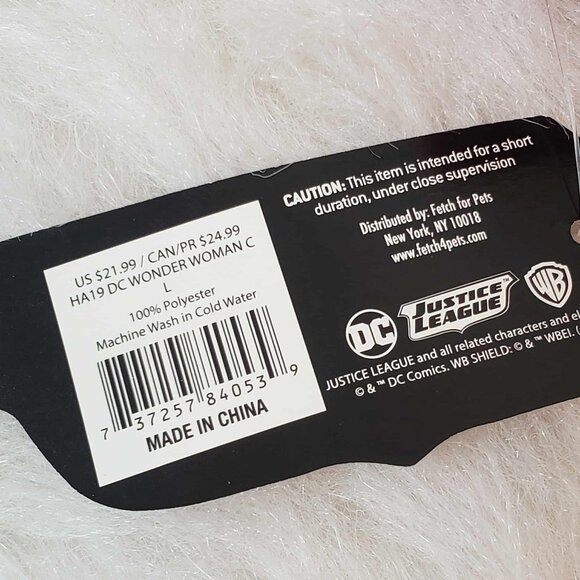 CAUTION: This item is intended for a short
duration, under close supervision
Distributed by: Fetch for Pets
New York, NY 10018
www.fetch4pets.com
US $21.99 / CAN/PR $24.99
HA19 DC WONDER WOMAN C
L
100% Polyester
Machine Wash in Cold Water
7 37257 84053 9
MADE IN CHINA
DC
JUSTICE
LEAGUE
WB
JUSTICE LEAGUE and all related characters and el
© & ™ DC Comics. WB SHIELD: © & ™ WBEI. (